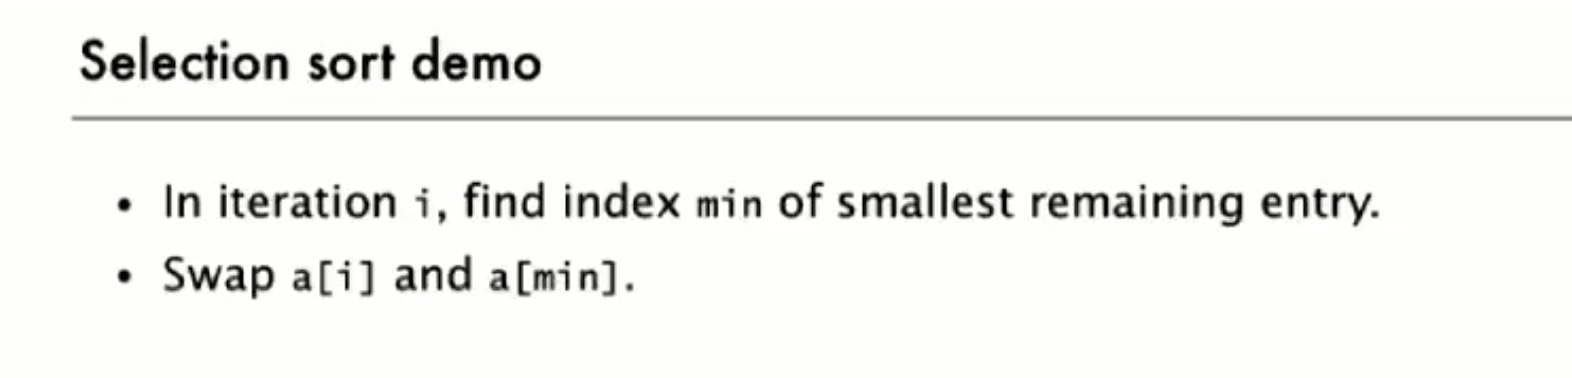 Selection sort demo
• In iteration i, find index min of smallest remaining entry.
• Swap a[i] and a[min].